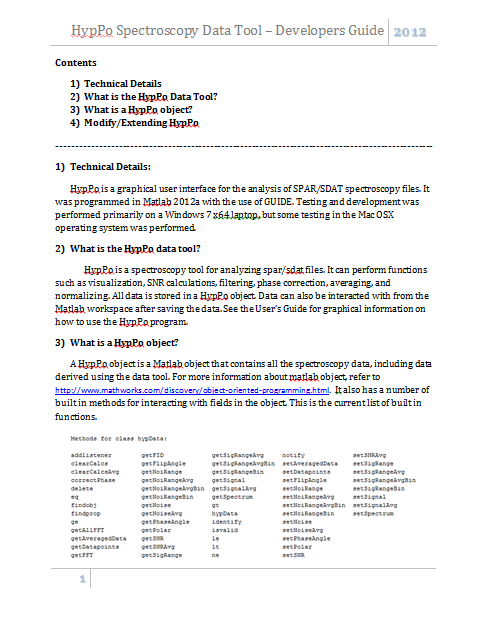 HypPo Spectroscopy Data Tool – Developers Guide 2012
Contents
1) Technical Details
2) What is the HypPo Data Tool?
3) What is a HypPo object?
4) Modify/Extending HypPo
--------------------------------------------------------------------------------
1) Technical Details:
HypPo is a graphical user interface for the analysis of SPAR/SDAT spectroscopy files. It
was programmed in Matlab 2012a with the use of GUIDE. Testing and development was
performed primarily on a Windows 7 x64 laptop, but some testing in the Mac OSX
operating system was performed.
2) What is the HypPo data tool?
HypPo is a spectroscopy tool for analyzing spar/sdat files. It can perform functions
such as visualization, SNR calculations, filtering, phase correction, averaging, and
normalizing. All data is stored in a HypPo object. Data can also be interacted with from the
Matlab workspace after saving the data. See the User's Guide for graphical information on
how to use the HypPo program.
3) What is a HypPo object?
A HypPo object is a Matlab object that contains all the spectroscopy data, including data
derived using the data tool. For more information about matlab object, refer to
http://www.mathworks.com/discovery/object-oriented-programming.html. It also has a number of
built in methods for interacting with fields in the object. This is the current list of built in
functions.
Methods for class hypData:
addlistener getFID getSigRangeAvg notify setSNRAvg
clearCalcs getFlipAngle getSigRangeAvgBin setAveragedData setSigRange
clearCalcsAvg getNoiRange getSigRangeBin setDatapoints setSigRangeAvg
correctPhase getNoiRangeAvg getSignal setFlipAngle setSigRangeAvgBin
delete getNoiRangeAvgBin getSignalAvg setNoiRange setSigRangeBin
eq getNoiRangeBin getSpectrum setNoiRangeAvg setSignal
findobj getNoise gt setNoiRangeAvgBin setSignalAvg
findprop getNoiseAvg hypData setNoiRangeBin setSpectrum
ge getPhaseAngle identify setNoise
getAllFFT getPolar isvalid setNoiseAvg
getAveragedData getSNR le setPhaseAngle
getDatapoints getSNRAvg lt setPolar
getFFT getSigRange ne setSNR
1